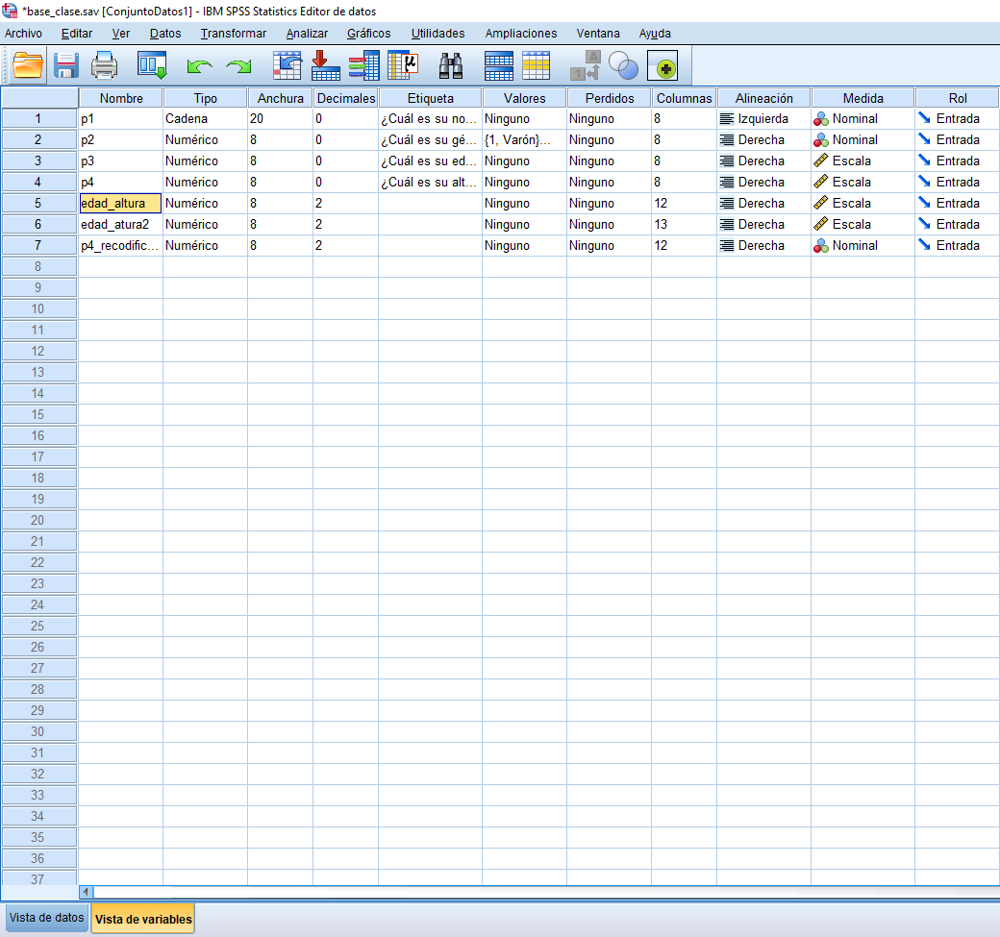 *base_clase.sav [ConjuntoDatos1] - IBM SPSS Statistics Editor de datos
Archivo Editar Ver Datos Transformar Analizar Gráficos Utilidades Ampliaciones Ventana Ayuda
Nombre Tipo Anchura Decimales Etiqueta Valores Perdidos Columnas Alineación Medida Rol
1 p1 Cadena 20 0 ¿Cuál es su no... Ninguno Ninguno 8 Izquierda Nominal Entrada
2 p2 Numérico 8 0 ¿Cuál es su gé... {1, Varón}... Ninguno 8 Derecha Nominal Entrada
3 p3 Numérico 8 0 ¿Cuál es su ed... Ninguno Ninguno 8 Derecha Escala Entrada
4 p4 Numérico 8 0 ¿Cuál es su alt... Ninguno Ninguno 8 Derecha Escala Entrada
5 edad_altura Numérico 8 2 Ninguno Ninguno 12 Derecha Escala Entrada
6 edad_atura2 Numérico 8 2 Ninguno Ninguno 13 Derecha Escala Entrada
7 p4_recodific... Numérico 8 2 Ninguno Ninguno 12 Derecha Nominal Entrada
8
9
10
11
12
13
14
15
16
17
18
19
20
21
22
23
24
25
26
27
28
29
30
31
32
33
34
35
36
37
Vista de datos Vista de variables